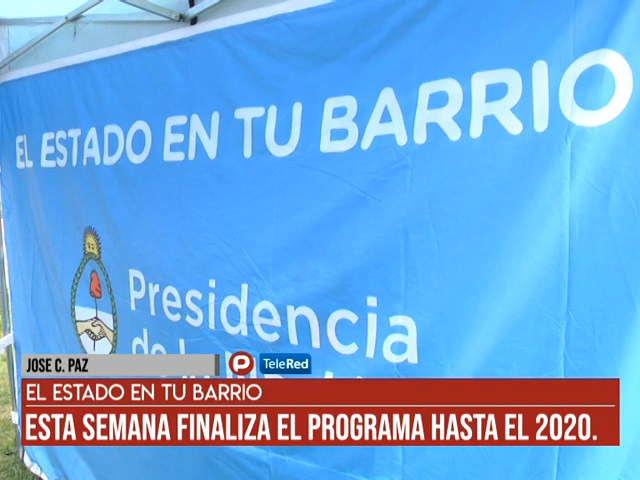 EL ESTADO EN TU BARRIO
Presidencia
JOSE C. PAZ
P TeleRed
EL ESTADO EN TU BARRIO
ESTA SEMANA FINALIZA EL PROGRAMA HASTA EL 2020.